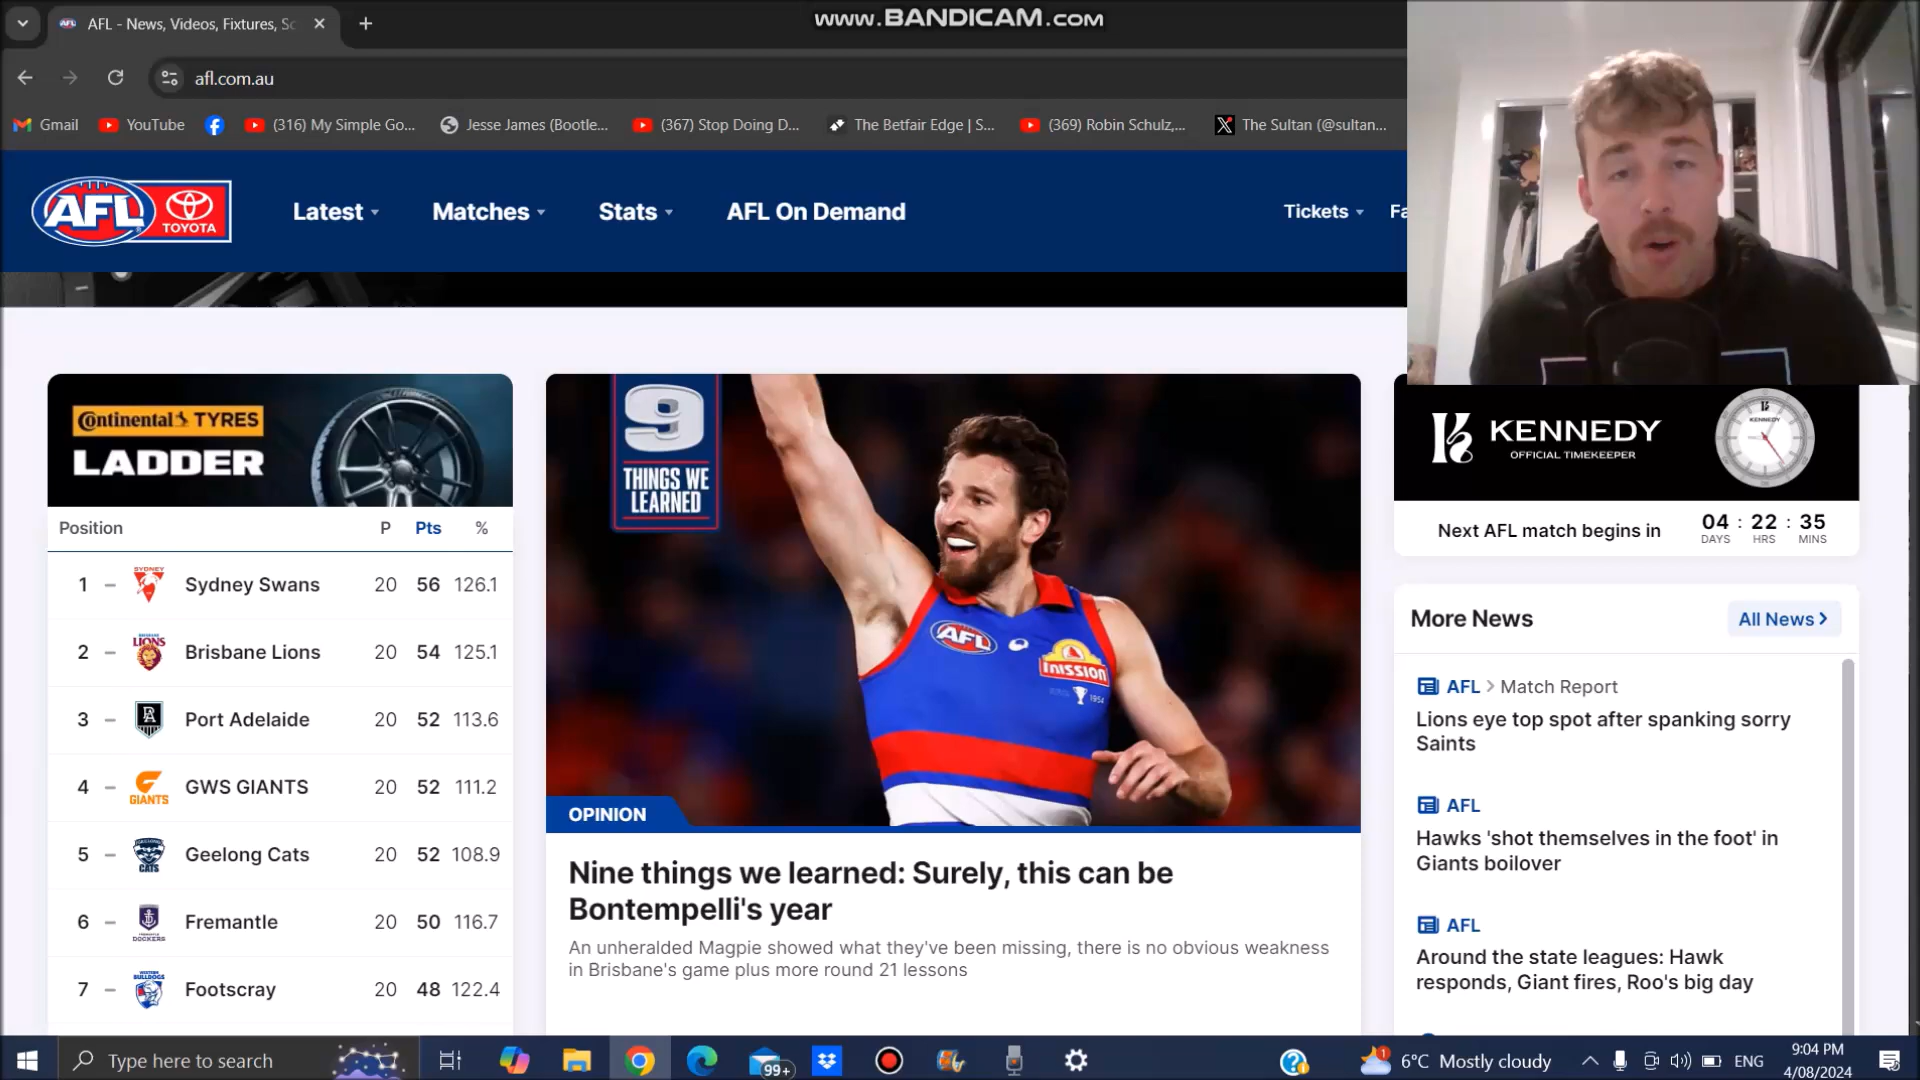 AFL - News, Videos, Fixtures, Sc
www.BANDICAM.com
afl.com.au
Gmail
YouTube
(316) My Simple Go...
Jesse James (Bootle...
(367) Stop Doing D...
The Betfair Edge | S...
(369) Robin Schulz,...
The Sultan (@sultan...
AFL
TOYOTA
Latest
Matches
Stats
AFL On Demand
Tickets
Fa
Continental TYRES
LADDER
Position P Pts %
1 – Sydney Swans 20 56 126.1
2 – Brisbane Lions 20 54 125.1
3 – Port Adelaide 20 52 113.6
4 – GWS GIANTS 20 52 111.2
5 – Geelong Cats 20 52 108.9
6 – Fremantle 20 50 116.7
7 – Footscray 20 48 122.4
SYDNEY
LIONS
PA
GIANTS
CATS
9
THINGS WE
LEARNED
AFL
mission
1954
OPINION
Nine things we learned: Surely, this can be
Bontempelli's year
An unheralded Magpie showed what they've been missing, there is no obvious weakness
in Brisbane's game plus more round 21 lessons
KENNEDY
OFFICIAL TIMEKEEPER
KENNEDY
Next AFL match begins in
04 : 22 : 35
DAYS HRS MINS
More News
All News
AFL > Match Report
Lions eye top spot after spanking sorry
Saints
AFL
Hawks 'shot themselves in the foot' in
Giants boilover
AFL
Around the state leagues: Hawk
responds, Giant fires, Roo's big day
Type here to search
99+
1
6°C Mostly cloudy
ENG
9:04 PM
4/08/2024